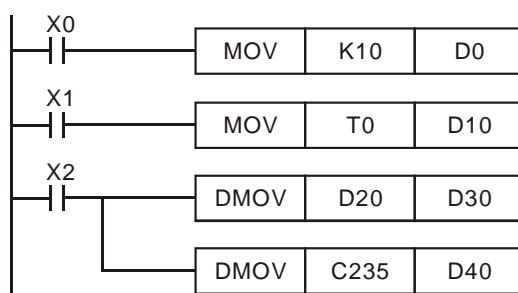 X0
MOV K10 D0
X1
MOV T0 D10
X2
DMOV D20 D30
DMOV C235 D40